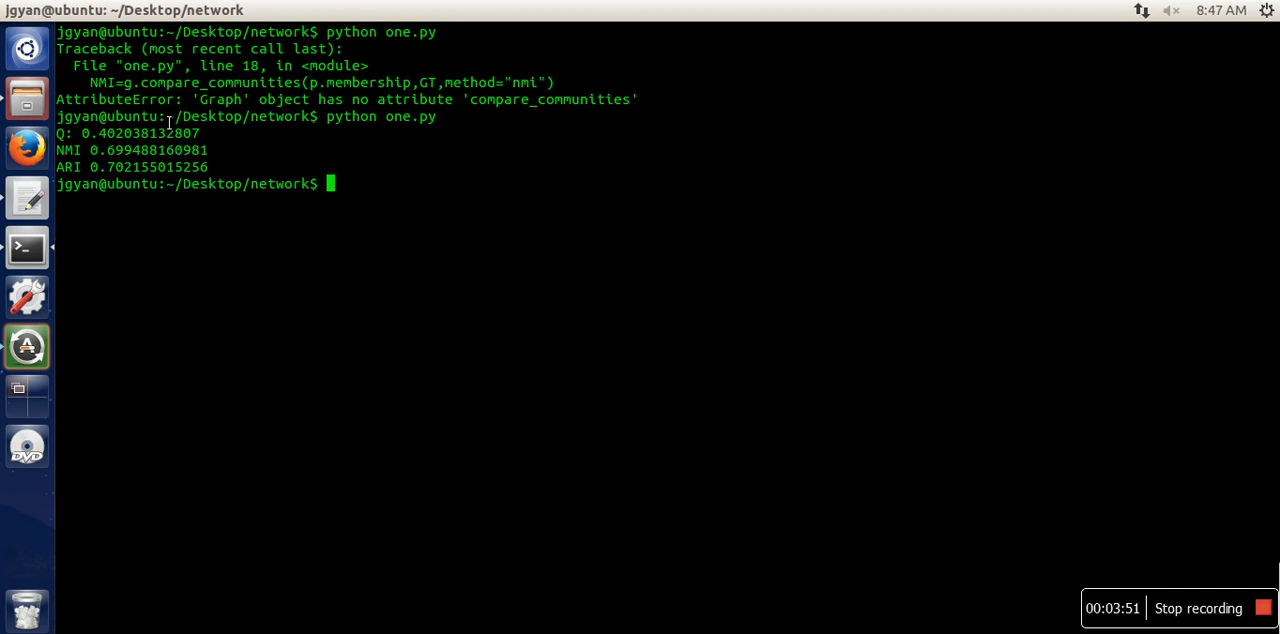 jgyan@ubuntu: ~/Desktop/network 8:47 AM
jgyan@ubuntu:~/Desktop/network$ python one.py
Traceback (most recent call last):
  File "one.py", line 18, in <module>
    NMI=g.compare_communities(p.membership,GT,method="nmi")
AttributeError: 'Graph' object has no attribute 'compare_communities'
jgyan@ubuntu:~/Desktop/network$ python one.py
Q: 0.402038132807
NMI 0.699488160981
ARI 0.702155015256
jgyan@ubuntu:~/Desktop/network$
>_
A
DVD
00:03:51 Stop recording